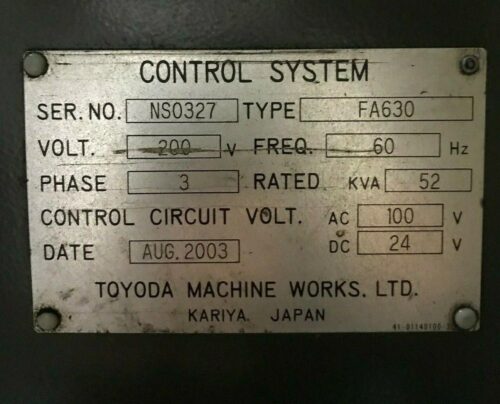 CONTROL SYSTEM
SER. NO. NS0327 TYPE FA630
VOLT. 200 V FREQ. 60 Hz
PHASE 3 RATED KVA 52
CONTROL CIRCUIT VOLT. AC 100 V
DC 24 V
DATE AUG. 2003
TOYODA MACHINE WORKS. LTD.
KARIYA. JAPAN